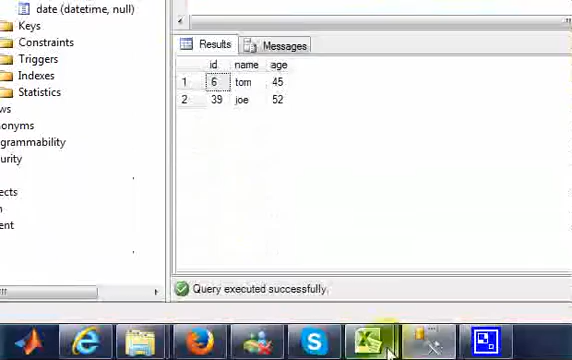 date (datetime, null)
Keys
Constraints
Triggers
Indexes
Statistics
ws
onyms
rammability
urity
ects
n
ent
Results
Messages
id name age
1 6 tom 45
2 39 joe 52
Query executed successfully.